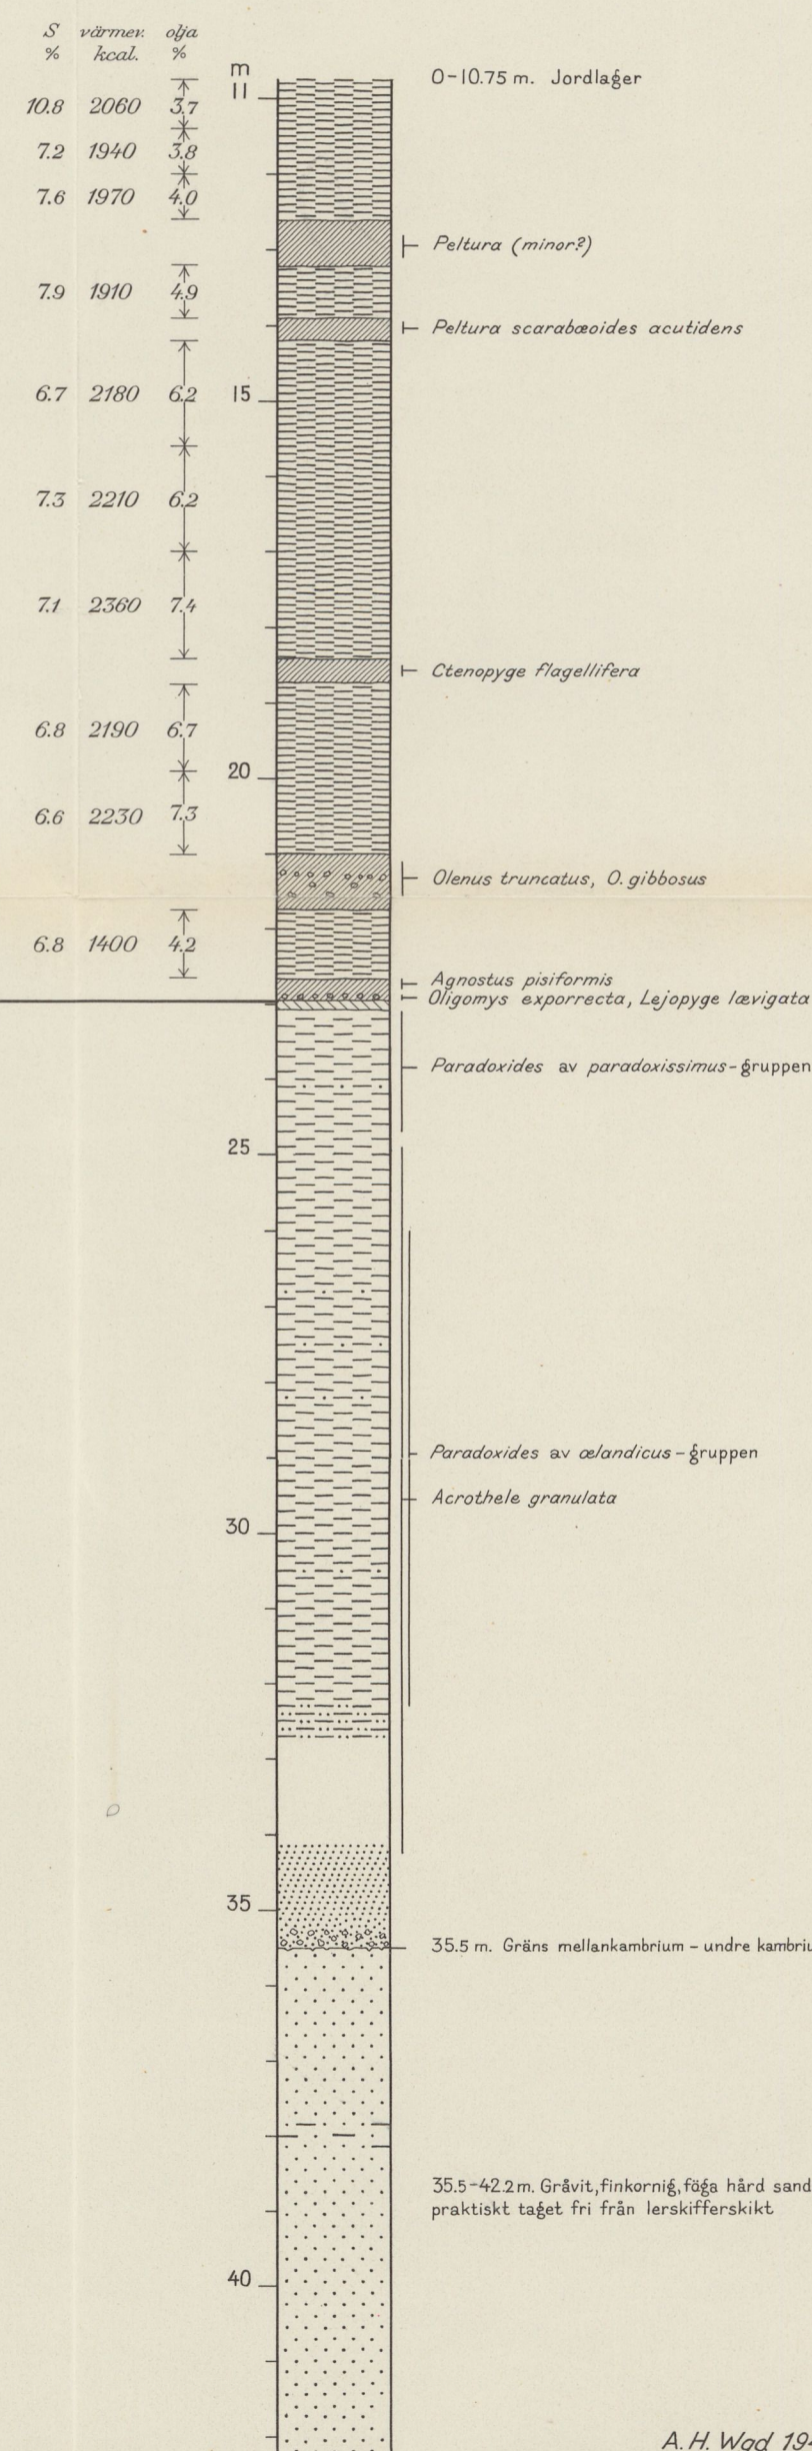 S värmev. olja
% kcal. %
m
11
0-10.75 m. Jordlager
10.8 2060 3.7
7.2 1940 3.8
7.6 1970 4.0
Peltura (minor?)
7.9 1910 4.9
Peltura scarabæoides acutidens
6.7 2180 6.2
15
7.3 2210 6.2
7.1 2360 7.4
Ctenopyge flagellifera
6.8 2190 6.7
20
6.6 2230 7.3
Olenus truncatus, O. gibbosus
6.8 1400 4.2
Agnostus pisiformis
Oligomys exporrecta, Lejopyge lævigata
Paradoxides av paradoxissimus-gruppen
25
Paradoxides av œlandicus-gruppen
Acrothele granulata
30
35
35.5 m. Gräns mellankambrium - undre kambriu
35.5-42.2 m. Gråvit, finkornig, föga hård sand
praktiskt taget fri från lerskifferskikt
40
A. H. Wad 19